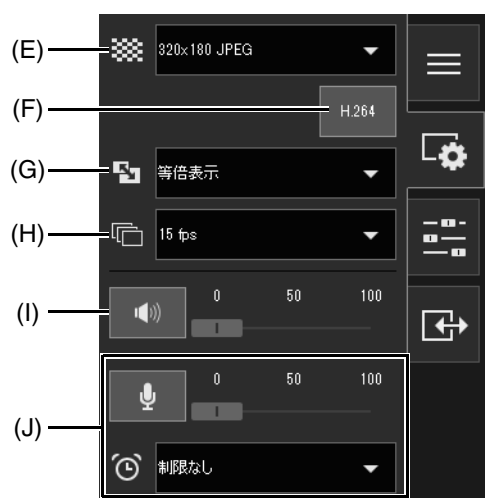 (E) 320x180 JPEG
(F) H.264
(G) 等倍表示
(H) 15 fps
(I) 0 50 100
(J) 0 50 100
制限なし